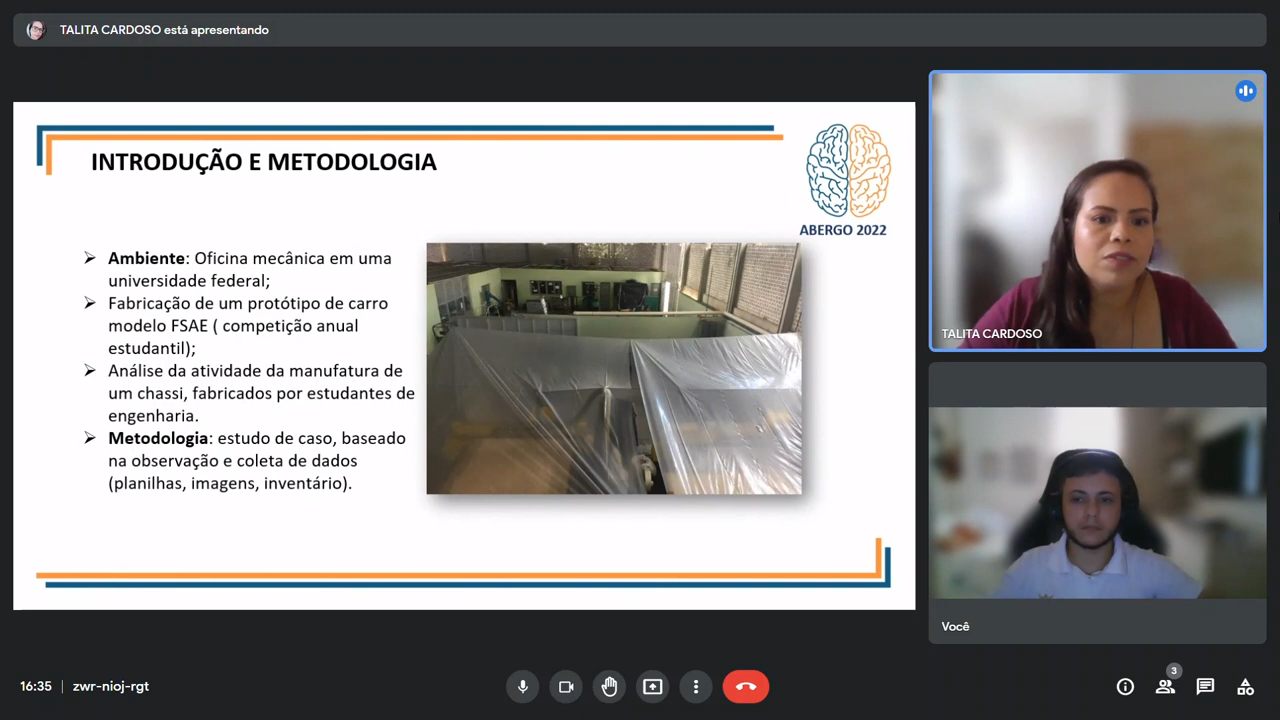 TALITA CARDOSO está apresentando
INTRODUÇÃO E METODOLOGIA
ABERGO 2022
➢ Ambiente: Oficina mecânica em uma
universidade federal;
➢ Fabricação de um protótipo de carro
modelo FSAE ( competição anual
estudantil);
➢ Análise da atividade da manufatura de
um chassi, fabricados por estudantes de
engenharia.
➢ Metodologia: estudo de caso, baseado
na observação e coleta de dados
(planilhas, imagens, inventário).
TALITA CARDOSO
Você
16:35 | zwr-nioj-rgt
3